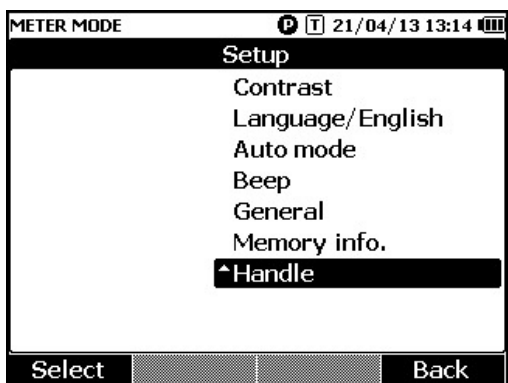 METER MODE P T 21/04/13 13:14
Setup
Contrast
Language/English
Auto mode
Beep
General
Memory info.
Handle
Select Back